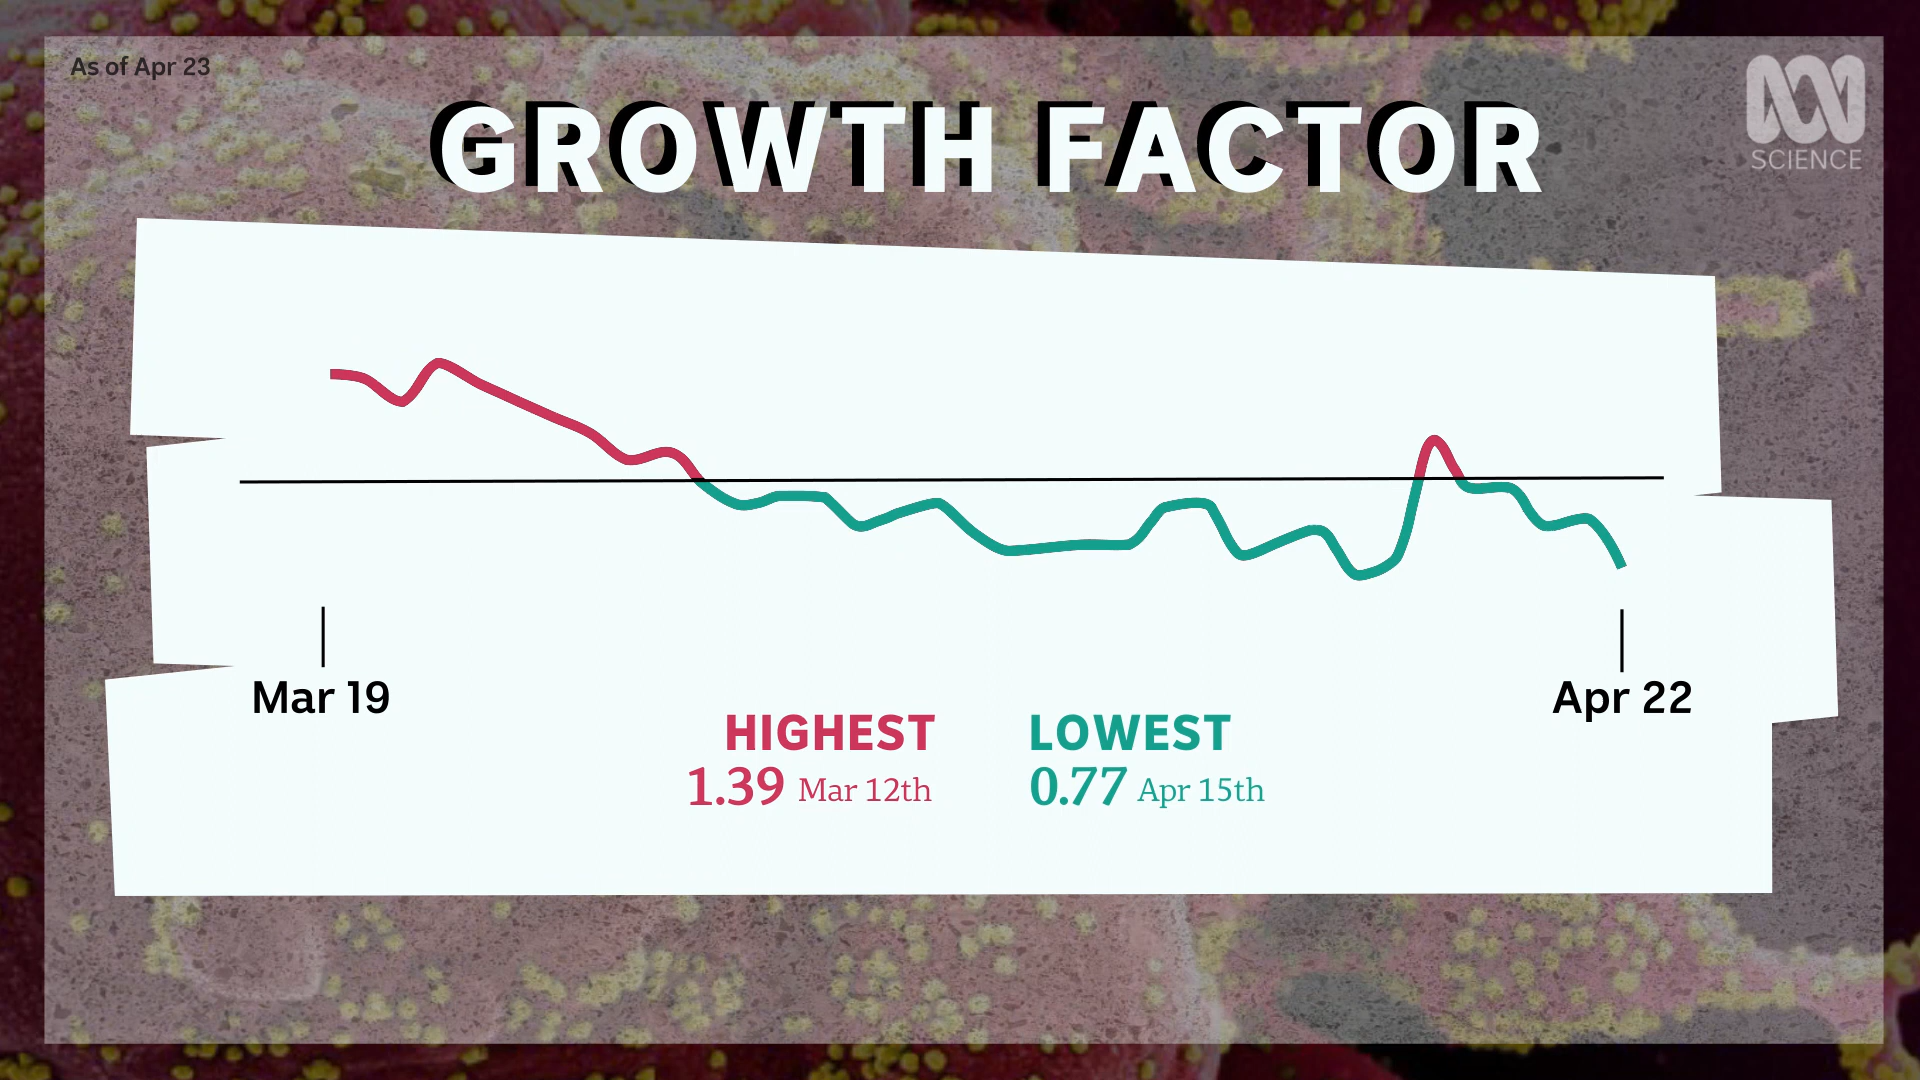 As of Apr 23
SCIENCE
GROWTH FACTOR
Mar 19
Apr 22
HIGHEST
1.39 Mar 12th
LOWEST
0.77 Apr 15th